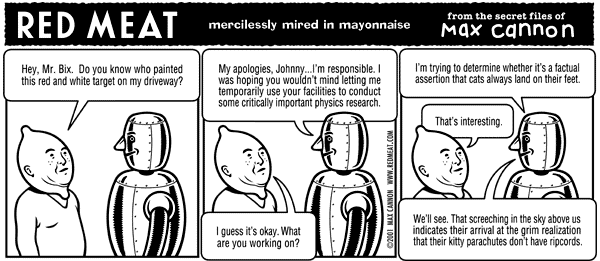 RED MEAT
mercilessly mired in mayonnaise
from the secret files of
Max cannon
Hey, Mr. Bix. Do you know who painted
this red and white target on my driveway?
My apologies, Johnny...I'm responsible. I
was hoping you wouldn't mind letting me
temporarily use your facilities to conduct
some critically important physics research.
I guess it's okay. What
are you working on?
I'm trying to determine whether it's a factual
assertion that cats always land on their feet.
That's interesting.
We'll see. That screeching in the sky above us
indicates their arrival at the grim realization
that their kitty parachutes don't have ripcords.
©2001 MAX CANNON WWW.REDMEAT.COM